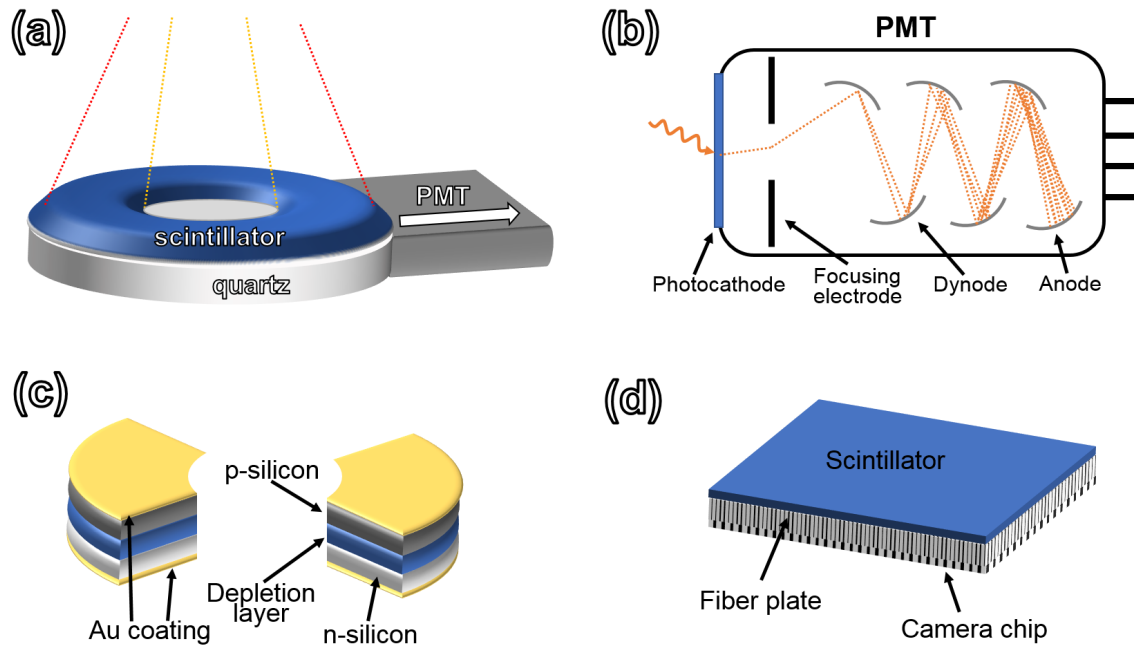 (a)
PMT
scintillator
quartz
(b)
PMT
Photocathode
Focusing
electrode
Dynode
Anode
(c)
p-silicon
Depletion
layer
Au coating
n-silicon
(d)
Scintillator
Fiber plate
Camera chip